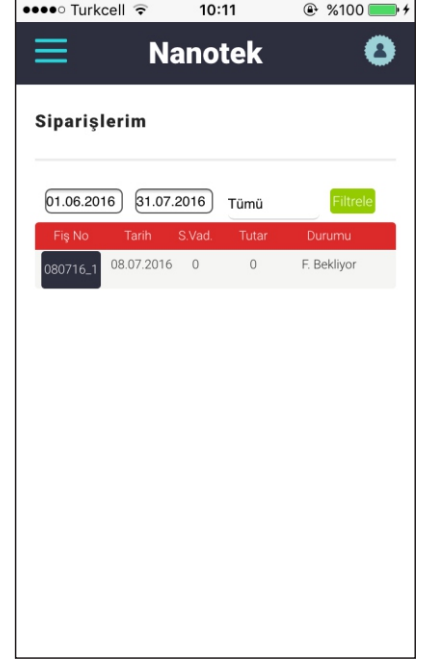 Turkcell 10:11 %100
Nanotek
Siparişlerim
01.06.2016 31.07.2016 Tümü Filtrele
Fiş No Tarih S.Vad. Tutar Durumu
080716_1 08.07.2016 0 0 F. Bekliyor